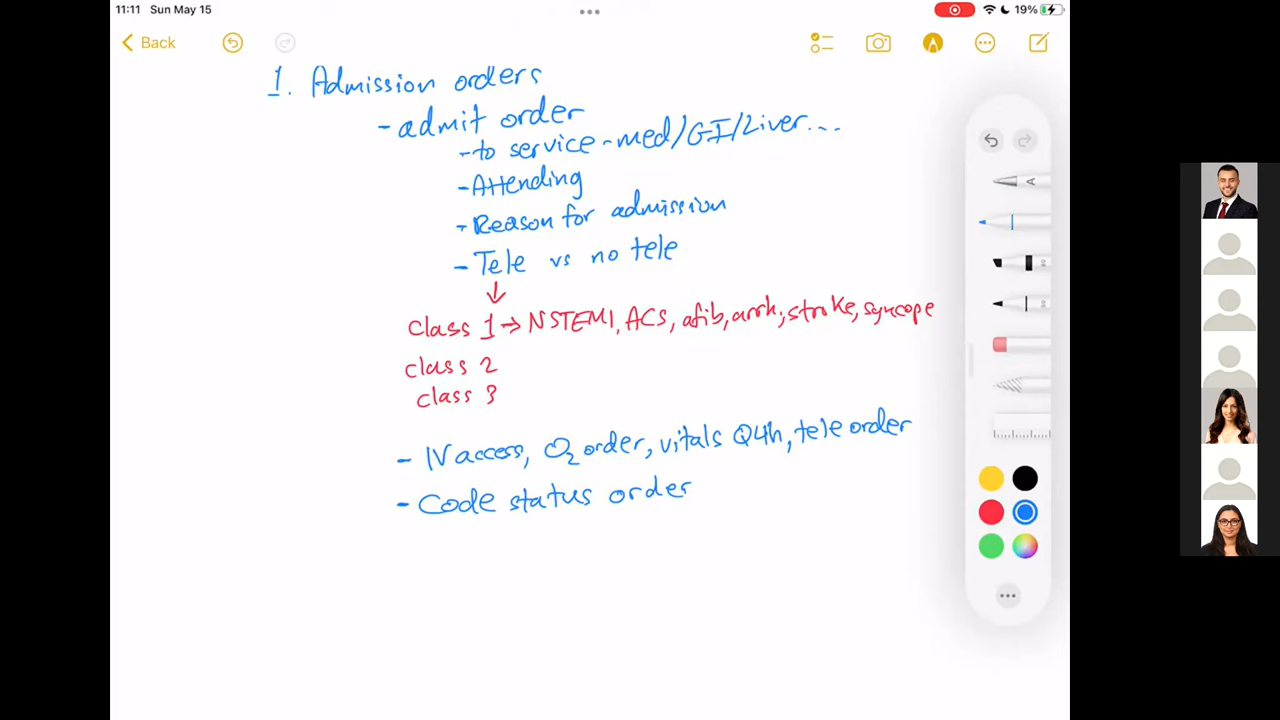 11:11 Sun May 15 19%
Back
1. Admission orders
- admit order
- to service - med/GI/Liver...
- Attending
- Reason for admission
- Tele vs no tele
↓
class 1 → NSTEMI, ACS, afib, arrh, stroke, syncope
class 2
class 3
- IV access, O2 order, vitals Q4h, tele order
- Code status order